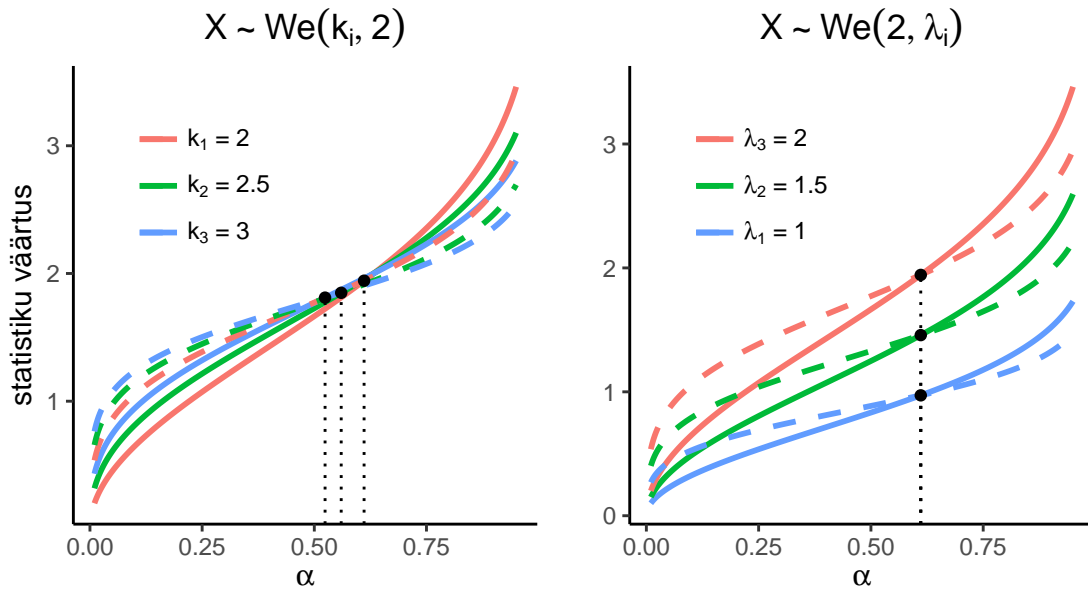 X ~ We(kᵢ, 2)
statistiku väärtus
3
2
1
k₁ = 2
k₂ = 2.5
k₃ = 3
0.00 0.25 0.50 0.75
α
X ~ We(2, λᵢ)
3
2
1
0
λ₃ = 2
λ₂ = 1.5
λ₁ = 1
0.00 0.25 0.50 0.75
α